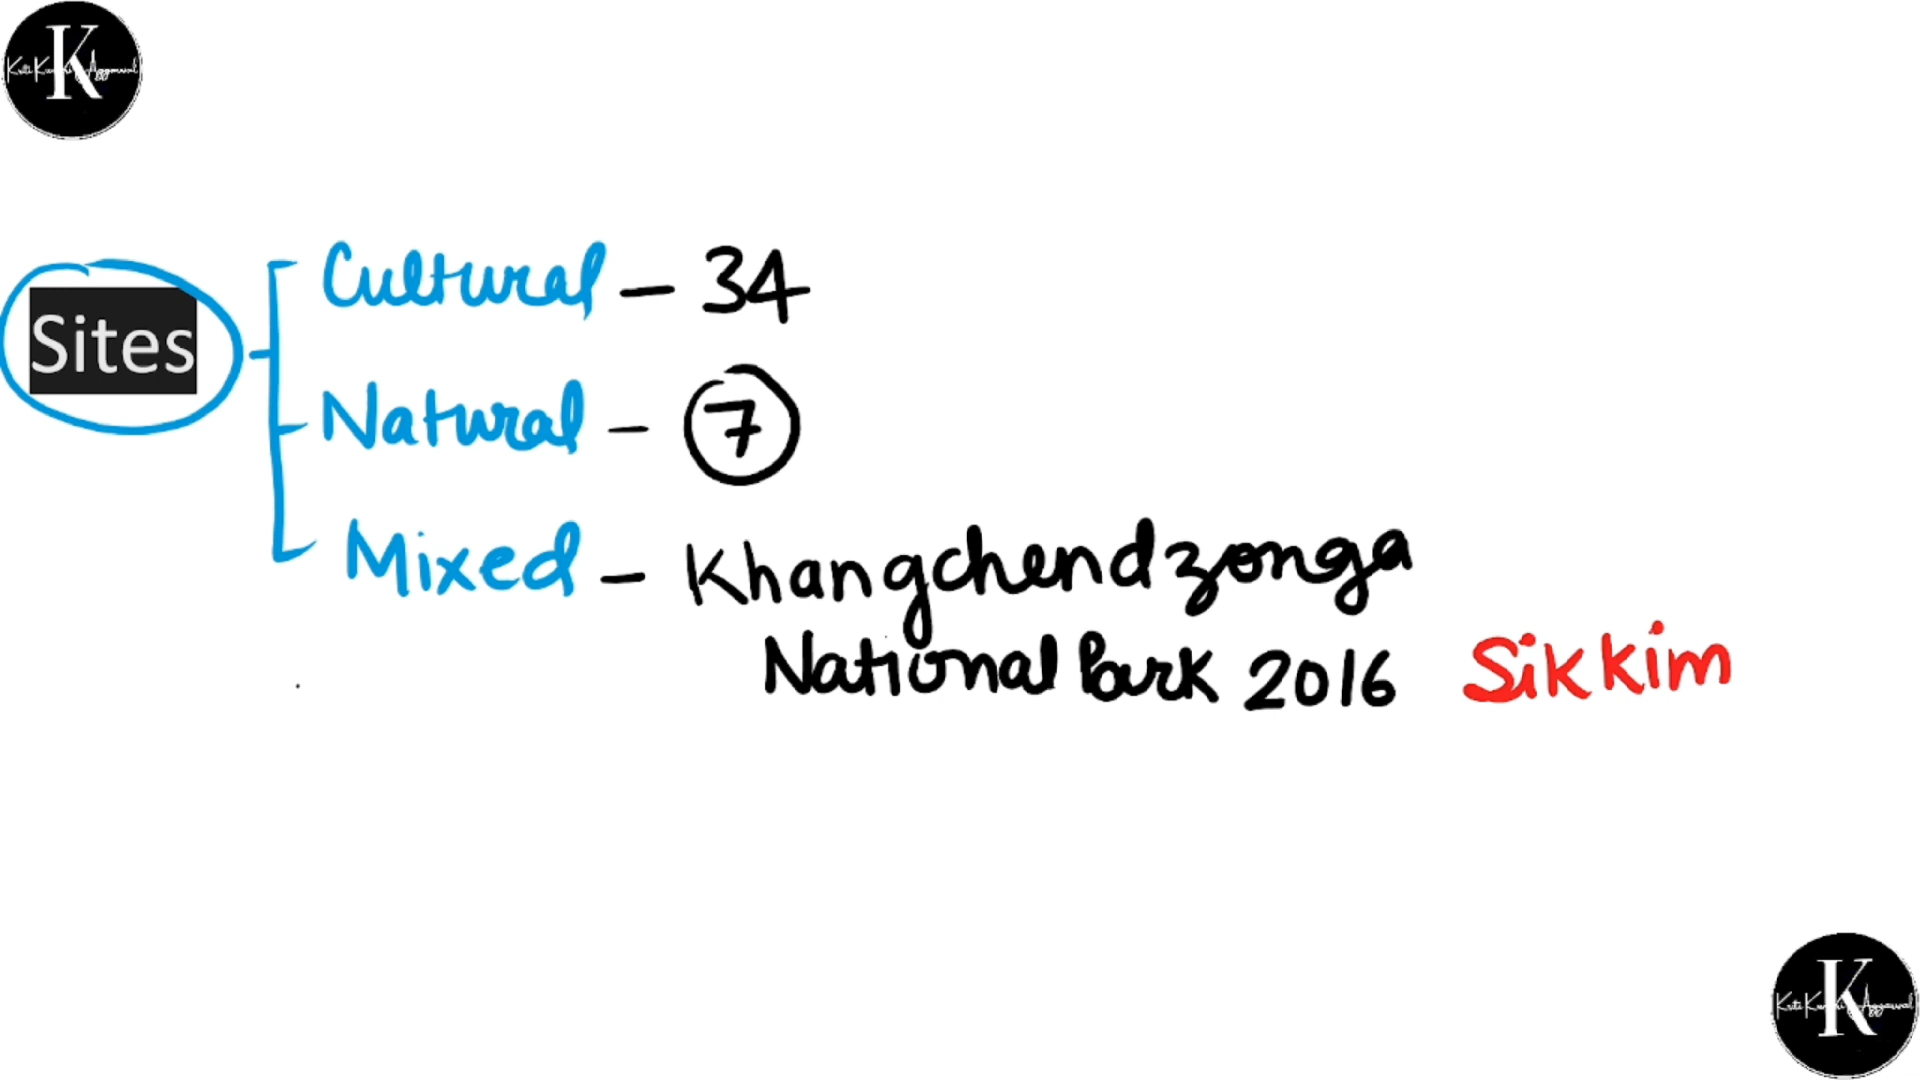 K
Cultural - 34
Sites
Natural - 7
Mixed - Khangchendzonga
National Park 2016 Sikkim
K